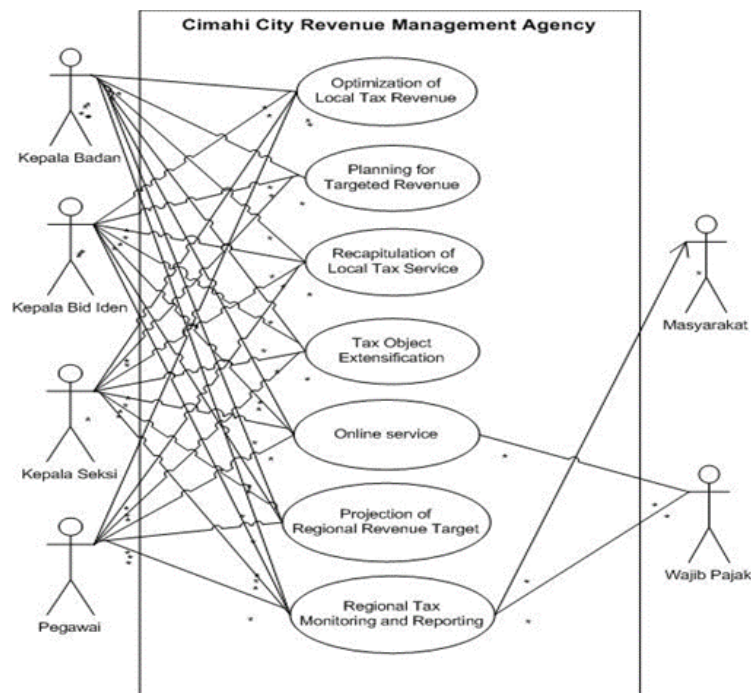 Cimahi City Revenue Management Agency
Kepala Badan
Kepala Bid Iden
Kepala Seksi
Pegawai
Optimization of
Local Tax Revenue
Planning for
Targeted Revenue
Recapitulation of
Local Tax Service
Tax Object
Extensification
Online service
Projection of
Regional Revenue Target
Regional Tax
Monitoring and Reporting
Masyarakat
Wajib Pajak